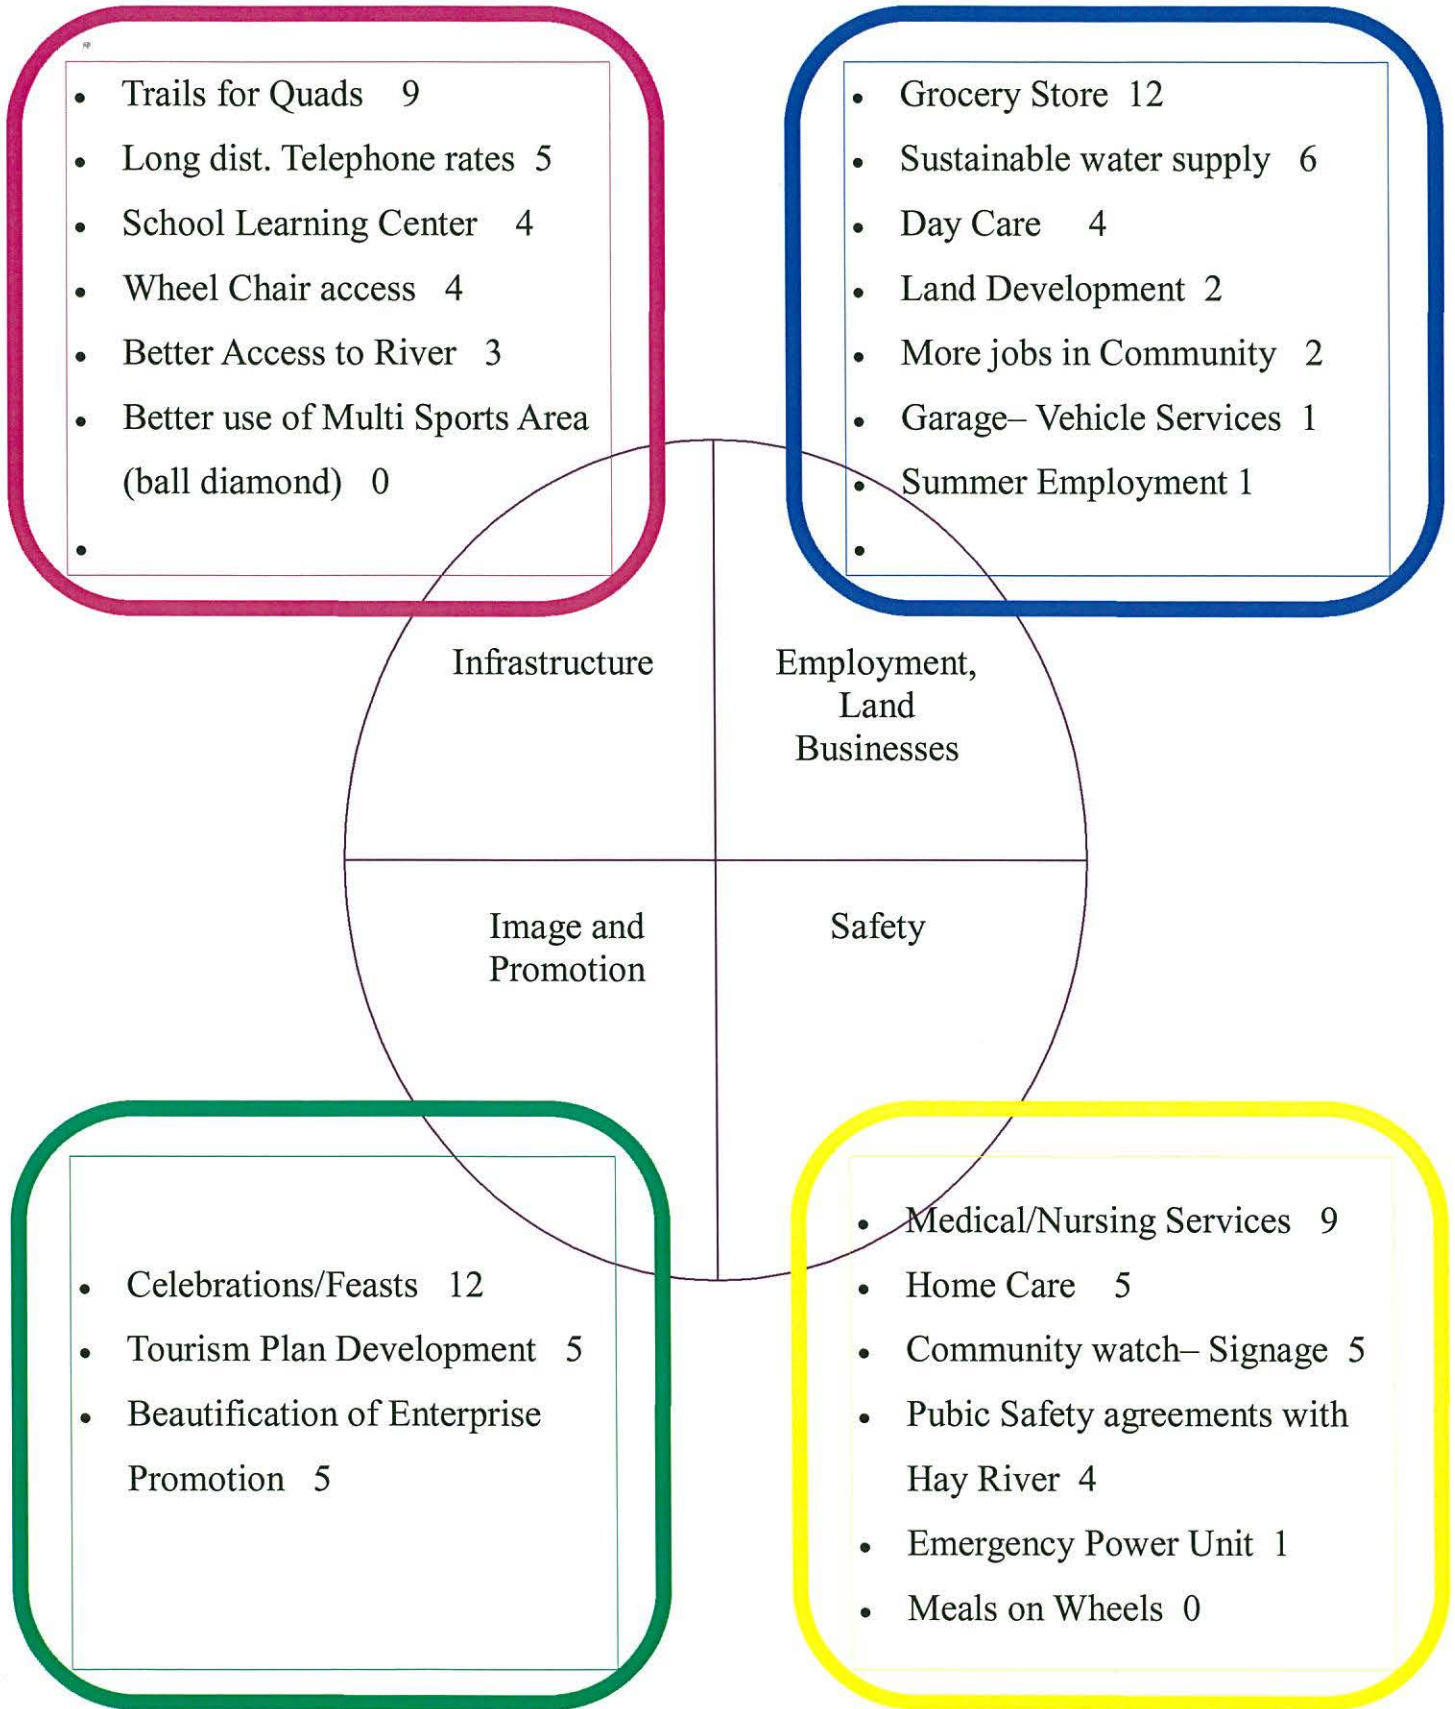 • Trails for Quads 9
• Long dist. Telephone rates 5
• School Learning Center 4
• Wheel Chair access 4
• Better Access to River 3
• Better use of Multi Sports Area
(ball diamond) 0
•
• Grocery Store 12
• Sustainable water supply 6
• Day Care 4
• Land Development 2
• More jobs in Community 2
• Garage– Vehicle Services 1
• Summer Employment 1
•
Infrastructure
Employment,
Land
Businesses
Image and
Promotion
Safety
• Celebrations/Feasts 12
• Tourism Plan Development 5
• Beautification of Enterprise
Promotion 5
• Medical/Nursing Services 9
• Home Care 5
• Community watch– Signage 5
• Pubic Safety agreements with
Hay River 4
• Emergency Power Unit 1
• Meals on Wheels 0